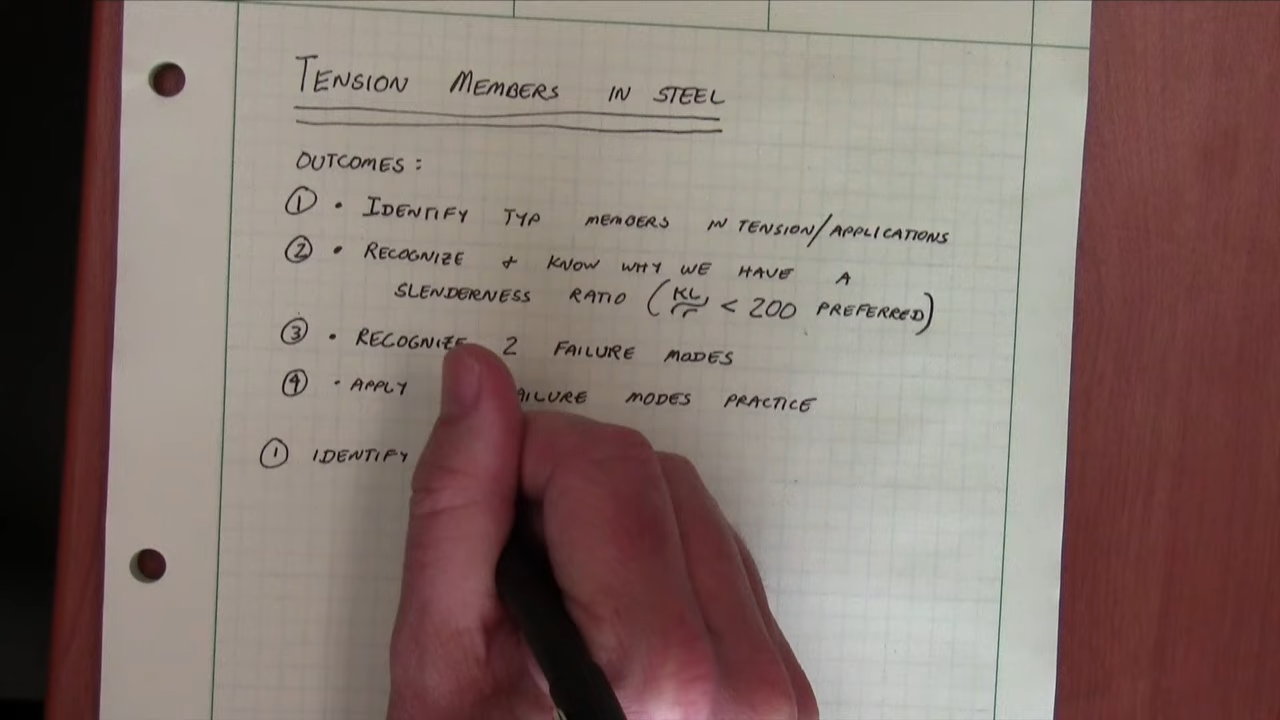 TENSION MEMBERS IN STEEL
OUTCOMES:
① • IDENTIFY TYP MEMBERS IN TENSION/APPLICATIONS
② • RECOGNIZE & KNOW WHY WE HAVE A
SLENDERNESS RATIO (KL/r < 200 PREFERRED)
③ • RECOGNIZE 2 FAILURE MODES
④ • APPLY FAILURE MODES PRACTICE
① IDENTIFY